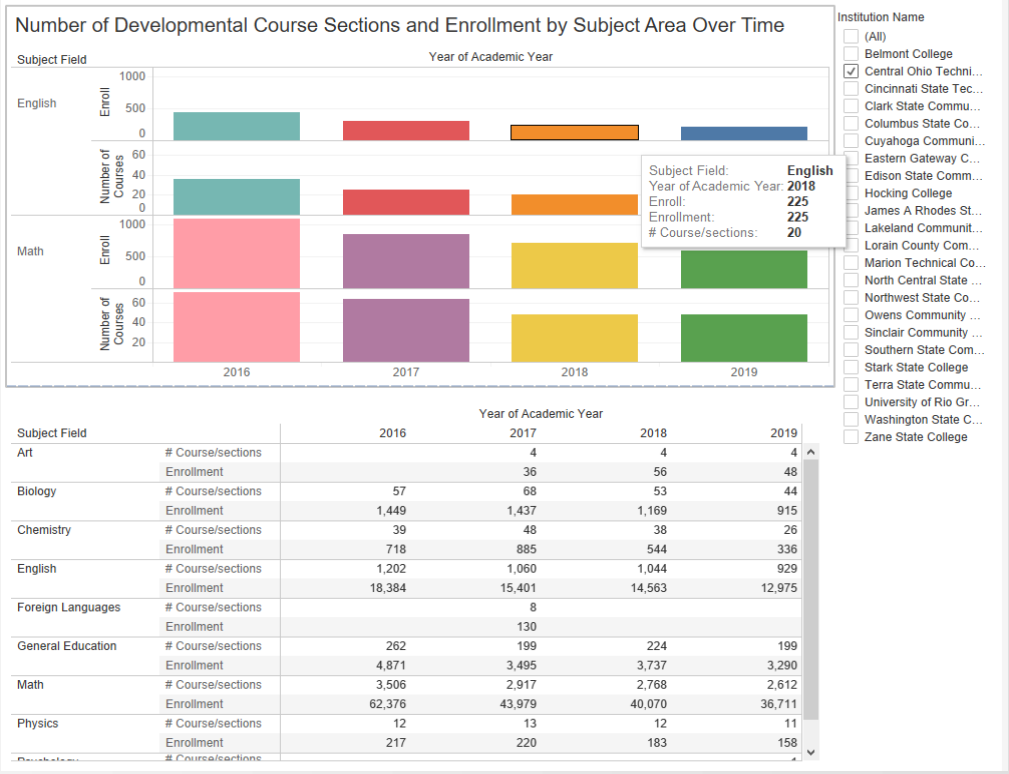 Number of Developmental Course Sections and Enrollment by Subject Area Over Time
Subject Field
Year of Academic Year
English
Enroll
1000
500
0
Number of Courses
60
40
20
0
Subject Field: English
Year of Academic Year: 2018
Enroll: 225
Enrollment: 225
# Course/sections: 20
Math
Enroll
1000
500
0
Number of Courses
60
40
20
2016 2017 2018 2019
Institution Name
(All)
Belmont College
Central Ohio Techni...
Cincinnati State Tec...
Clark State Commu...
Columbus State Co...
Cuyahoga Communi...
Eastern Gateway C...
Edison State Comm...
Hocking College
James A Rhodes St...
Lakeland Communit...
Lorain County Com...
Marion Technical Co...
North Central State ...
Northwest State Co...
Owens Community ...
Sinclair Community ...
Southern State Com...
Stark State College
Terra State Commu...
University of Rio Gr...
Washington State C...
Zane State College
Year of Academic Year
Subject Field 2016 2017 2018 2019
Art # Course/sections 4 4 4
Enrollment 36 56 48
Biology # Course/sections 57 68 53 44
Enrollment 1,449 1,437 1,169 915
Chemistry # Course/sections 39 48 38 26
Enrollment 718 885 544 336
English # Course/sections 1,202 1,060 1,044 929
Enrollment 18,384 15,401 14,563 12,975
Foreign Languages # Course/sections 8
Enrollment 130
General Education # Course/sections 262 199 224 199
Enrollment 4,871 3,495 3,737 3,290
Math # Course/sections 3,506 2,917 2,768 2,612
Enrollment 62,376 43,979 40,070 36,711
Physics # Course/sections 12 13 12 11
Enrollment 217 220 183 158
Psychology # Course/sections